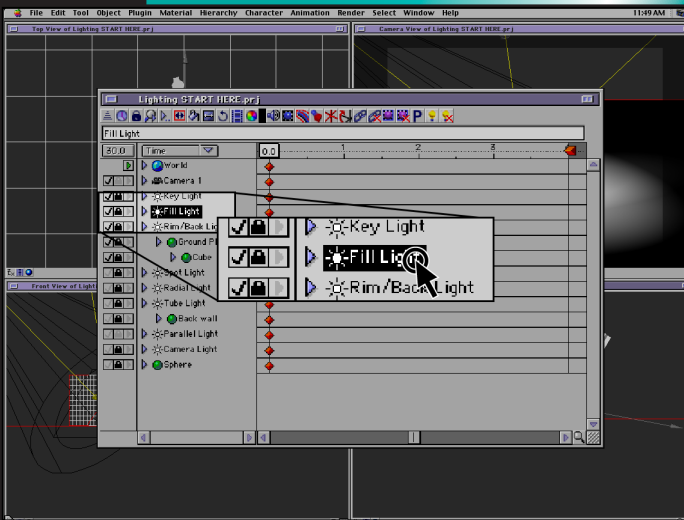 File Edit Tool Object Plugin Material Hierarchy Character Animation Render Select Window Help 11:49 AM
Top View of Lighting START HERE.prj
Camera View of Lighting START HERE.prj
Lighting START HERE.prj
P
Fill Light
30.0 Time 0.0 1 2 3
World
Camera 1
Key Light
Fill Light
Rim/Back Lig
Ground Pl
Cube
Spot Light
Radial Light
Tube Light
Back wall
Parallel Light
Camera Light
Sphere
Key Light
Fill Light
Rim/Back Light
Front View of Light